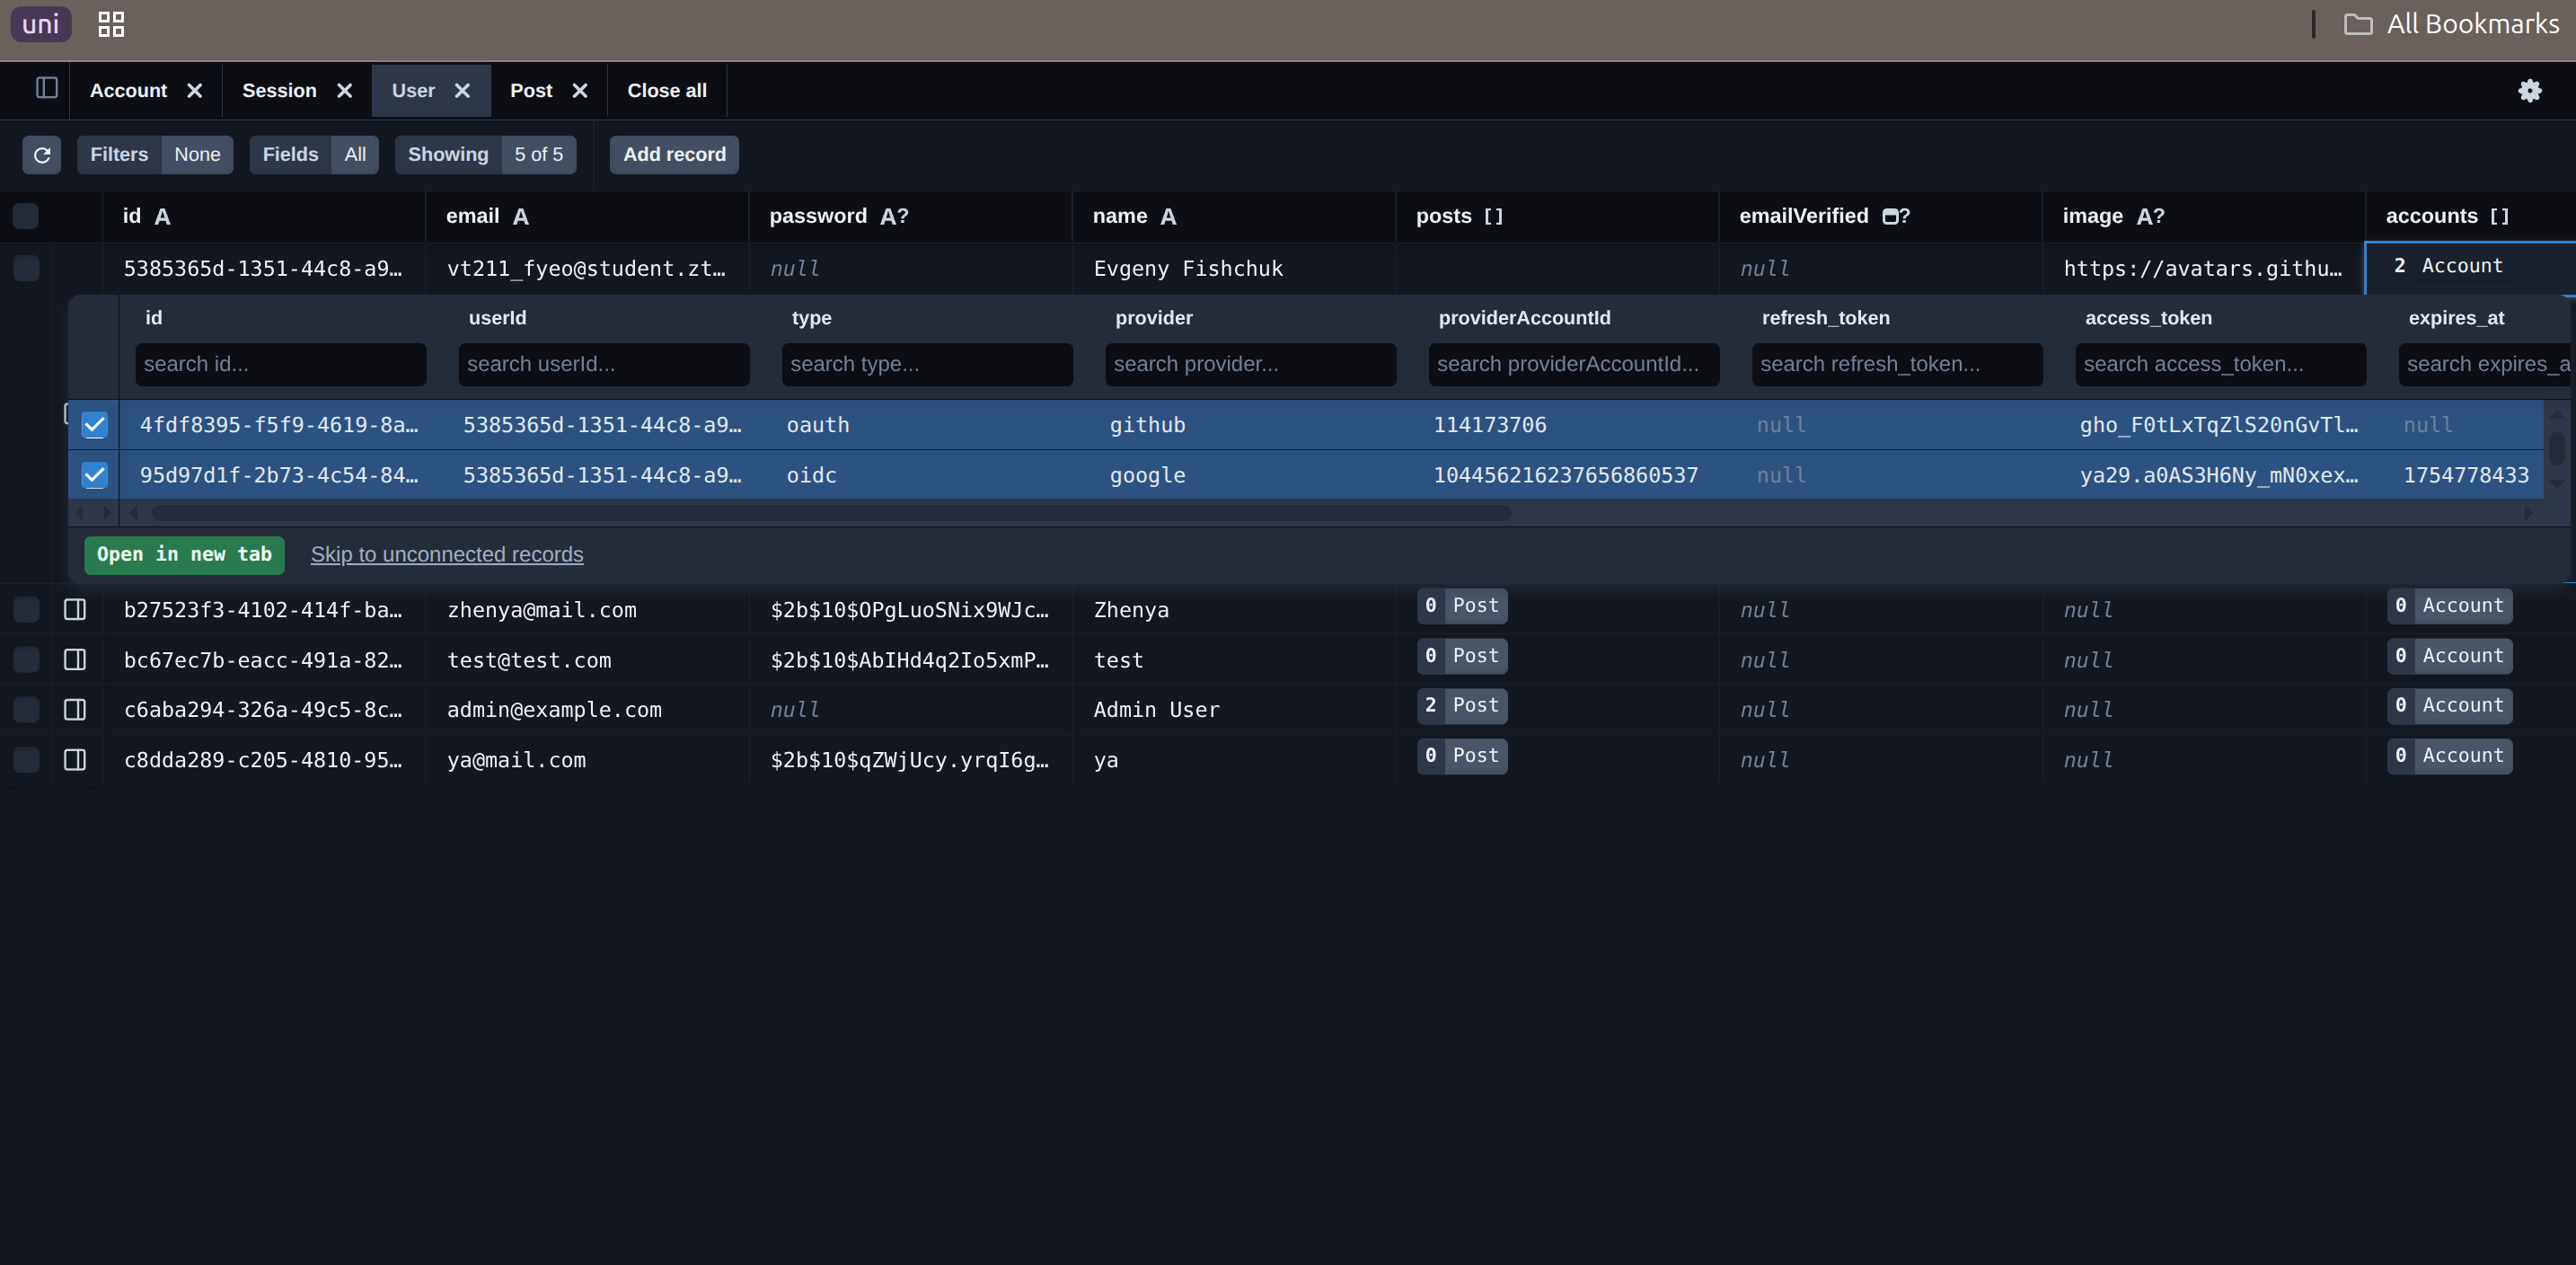 uni All Bookmarks
Account Session User Post Close all
Filters None Fields All Showing 5 of 5 Add record
id A email A password A? name A posts [] emailVerified ? image A? accounts []
5385365d-1351-44c8-a9… vt211_fyeo@student.zt… null Evgeny Fishchuk null https://avatars.githu… 2 Account
id userId type provider providerAccountId refresh_token access_token expires_at
search id... search userId... search type... search provider... search providerAccountId... search refresh_token... search access_token... search expires_a
4fdf8395-f5f9-4619-8a… 5385365d-1351-44c8-a9… oauth github 114173706 null gho_F0tLxTqZlS20nGvTl… null
95d97d1f-2b73-4c54-84… 5385365d-1351-44c8-a9… oidc google 104456216237656860537 null ya29.a0AS3H6Ny_mN0xex… 1754778433
Open in new tab Skip to unconnected records
b27523f3-4102-414f-ba… zhenya@mail.com $2b$10$OPgLuoSNix9WJc… Zhenya 0 Post null null 0 Account
bc67ec7b-eacc-491a-82… test@test.com $2b$10$AbIHd4q2Io5xmP… test 0 Post null null 0 Account
c6aba294-326a-49c5-8c… admin@example.com null Admin User 2 Post null null 0 Account
c8dda289-c205-4810-95… ya@mail.com $2b$10$qZWjUcy.yrqI6g… ya 0 Post null null 0 Account